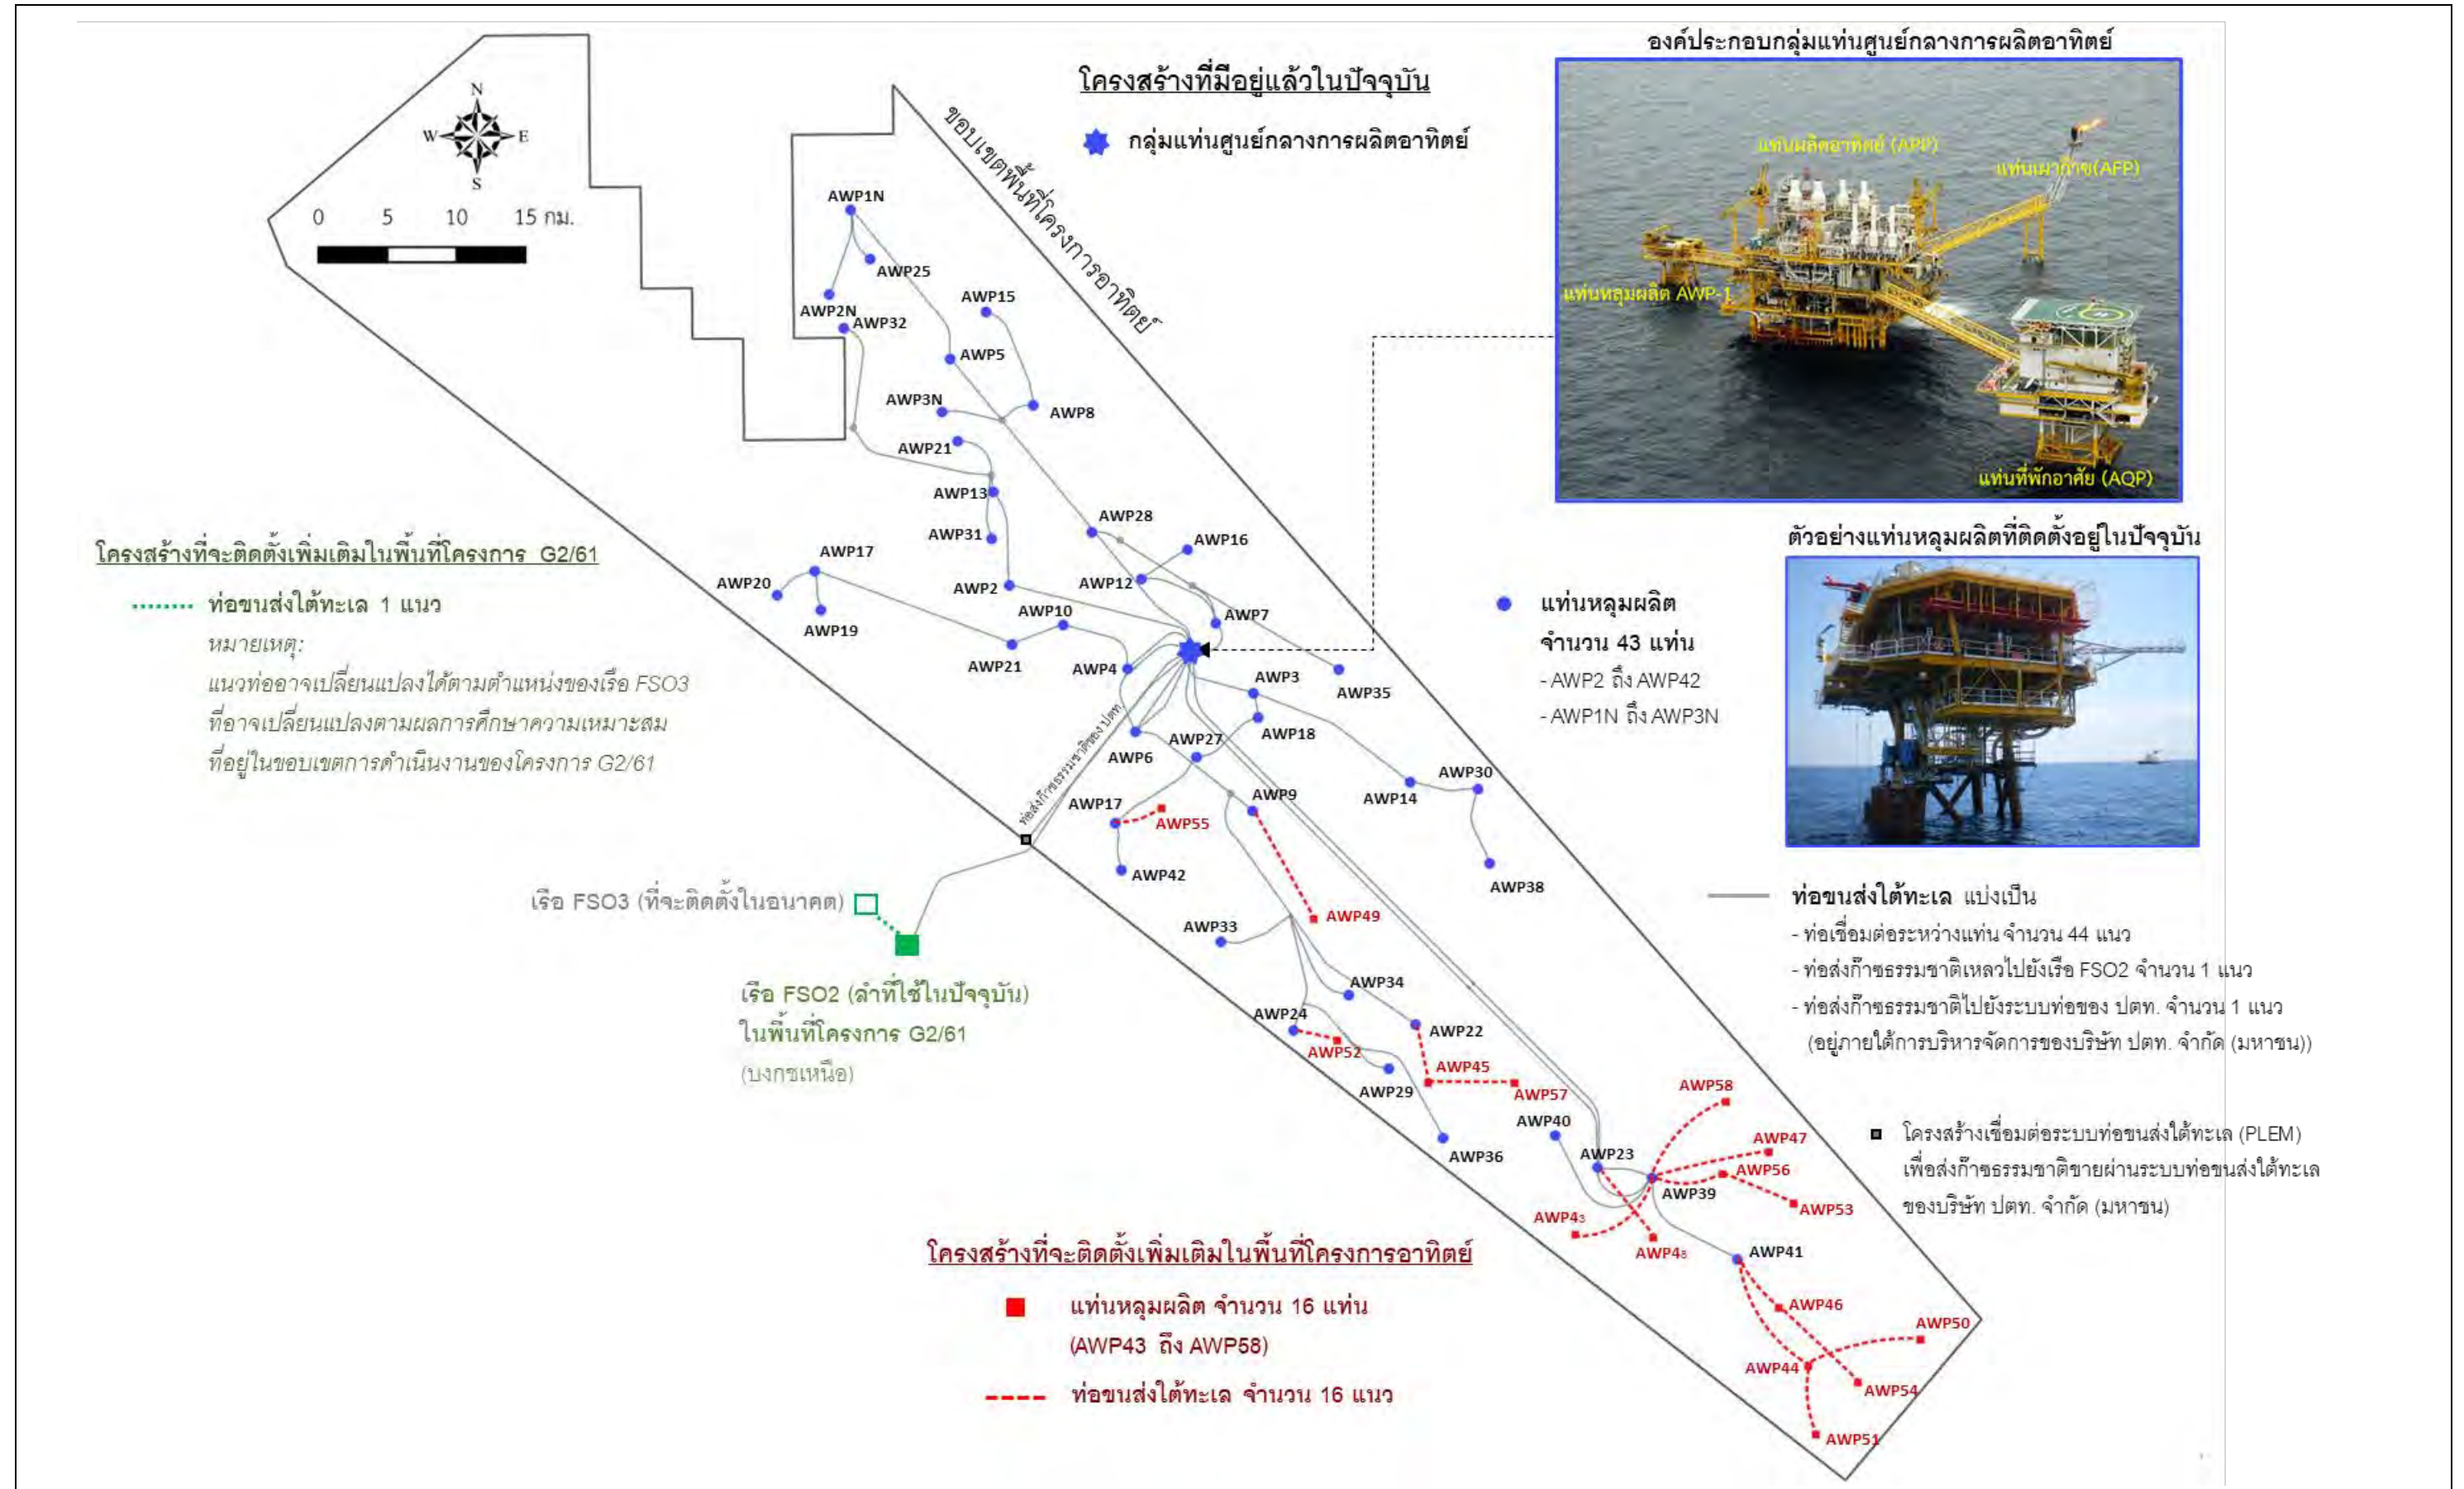 องค์ประกอบกลุ่มแท่นศูนย์กลางการผลิตอาทิตย์
โครงสร้างที่มีอยู่แล้วในปัจจุบัน
กลุ่มแท่นศูนย์กลางการผลิตอาทิตย์
ขอบเขตพื้นที่โครงการอาทิตย์
N
W
E
S
0 5 10 15 กม.
แท่นผลิตอาทิตย์ (APP)
แท่นเผาก๊าซ(AFP)
แท่นหลุมผลิต AWP-1
แท่นที่พักอาศัย (AQP)
AWP1N
AWP25
AWP15
AWP2N
AWP32
AWP5
AWP3N
AWP8
AWP21
AWP13
AWP28
AWP31
AWP16
ตัวอย่างแท่นหลุมผลิตที่ติดตั้งอยู่ในปัจจุบัน
โครงสร้างที่จะติดตั้งเพิ่มเติมในพื้นที่โครงการ G2/61
ท่อขนส่งใต้ทะเล 1 แนว
หมายเหตุ:
แนวท่ออาจเปลี่ยนแปลงได้ตามตำแหน่งของเรือ FSO3
ที่อาจเปลี่ยนแปลงตามผลการศึกษาความเหมาะสม
ที่อยู่ในขอบเขตการดำเนินงานของโครงการ G2/61
AWP17
AWP20
AWP2
AWP12
AWP10
AWP7
AWP19
AWP21
AWP4
AWP3
AWP35
แท่นหลุมผลิต
จำนวน 43 แท่น
- AWP2 ถึง AWP42
- AWP1N ถึง AWP3N
AWP18
AWP27
AWP6
ท่อส่งก๊าซธรรมชาติของ ปตท.
AWP30
AWP14
AWP9
AWP17
AWP55
AWP42
AWP38
เรือ FSO3 (ที่จะติดตั้งในอนาคต)
เรือ FSO2 (ลำที่ใช้ในปัจจุบัน)
ในพื้นที่โครงการ G2/61
(บงกชเหนือ)
ท่อขนส่งใต้ทะเล แบ่งเป็น
- ท่อเชื่อมต่อระหว่างแท่น จำนวน 44 แนว
- ท่อส่งก๊าซธรรมชาติเหลวไปยังเรือ FSO2 จำนวน 1 แนว
- ท่อส่งก๊าซธรรมชาติไปยังระบบท่อของ ปตท. จำนวน 1 แนว
(อยู่ภายใต้การบริหารจัดการของบริษัท ปตท. จำกัด (มหาชน))
AWP49
AWP33
AWP34
AWP24
AWP22
AWP52
AWP45
AWP29
AWP57
AWP58
AWP40
AWP47
AWP36
AWP23
AWP56
AWP39
AWP53
AWP43
AWP48
AWP41
โครงสร้างเชื่อมต่อระบบท่อขนส่งใต้ทะเล (PLEM)
เพื่อส่งก๊าซธรรมชาติขายผ่านระบบท่อขนส่งใต้ทะเล
ของบริษัท ปตท. จำกัด (มหาชน)
โครงสร้างที่จะติดตั้งเพิ่มเติมในพื้นที่โครงการอาทิตย์
แท่นหลุมผลิต จำนวน 16 แท่น
(AWP43 ถึง AWP58)
ท่อขนส่งใต้ทะเล จำนวน 16 แนว
AWP46
AWP50
AWP44
AWP54
AWP51